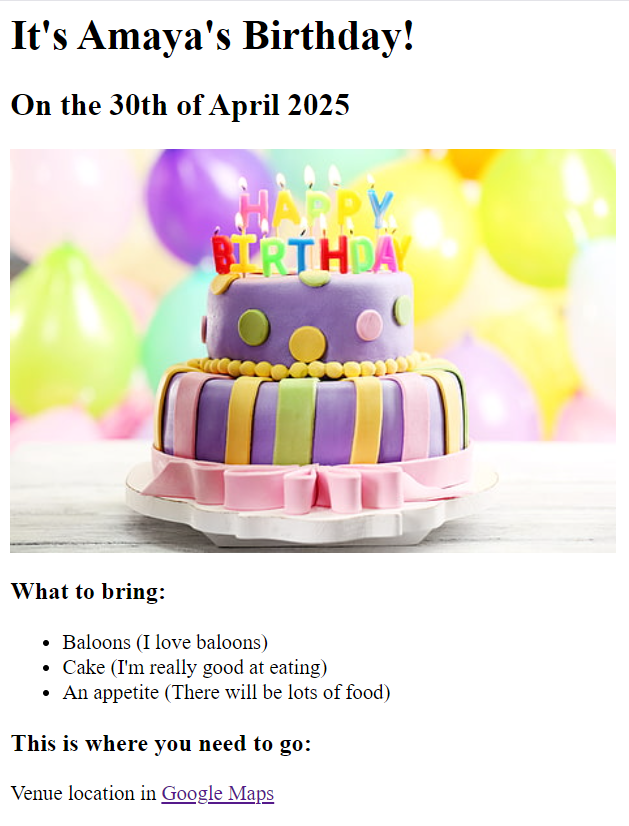 It's Amaya's Birthday!
On the 30th of April 2025
HAPPY
BIRTHDAY
What to bring:
Baloons (I love baloons)
Cake (I'm really good at eating)
An appetite (There will be lots of food)
This is where you need to go:
Venue location in Google Maps